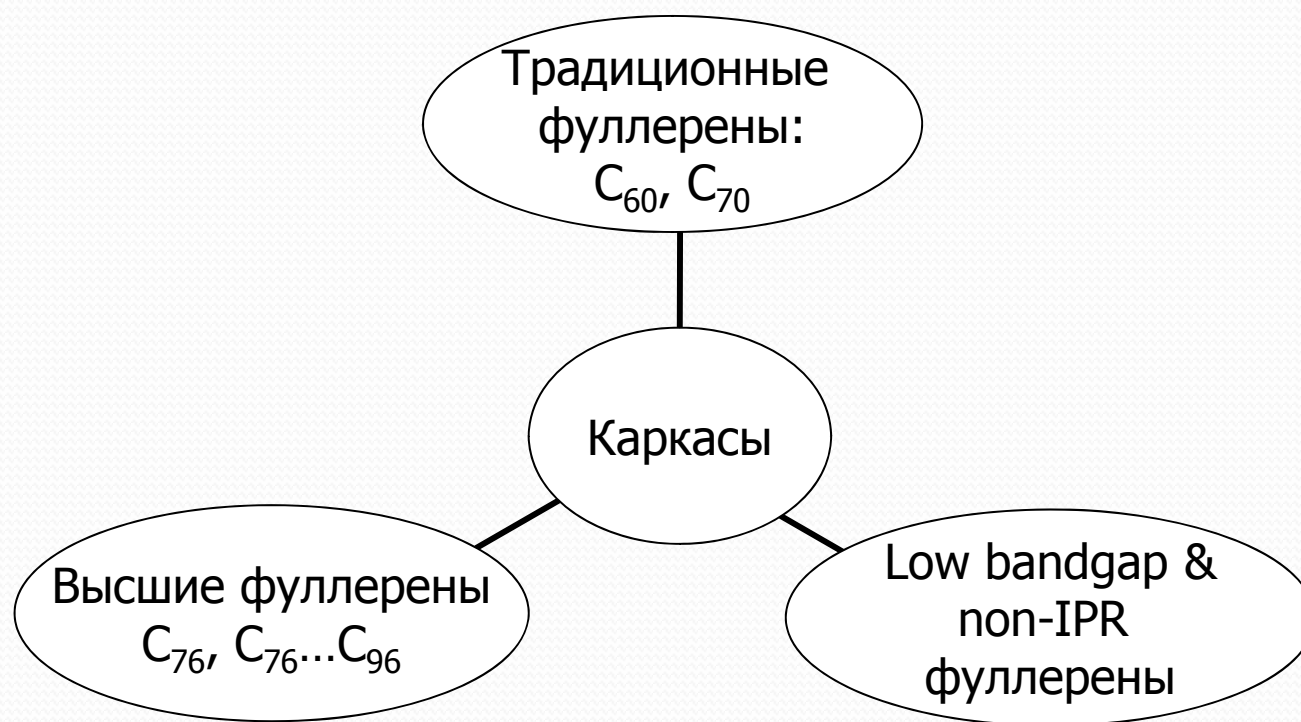 Традиционные
фуллерены:
C₆₀, C₇₀
Каркасы
Высшие фуллерены
C₇₆, C₇₆...C₉₆
Low bandgap &
non-IPR
фуллерены